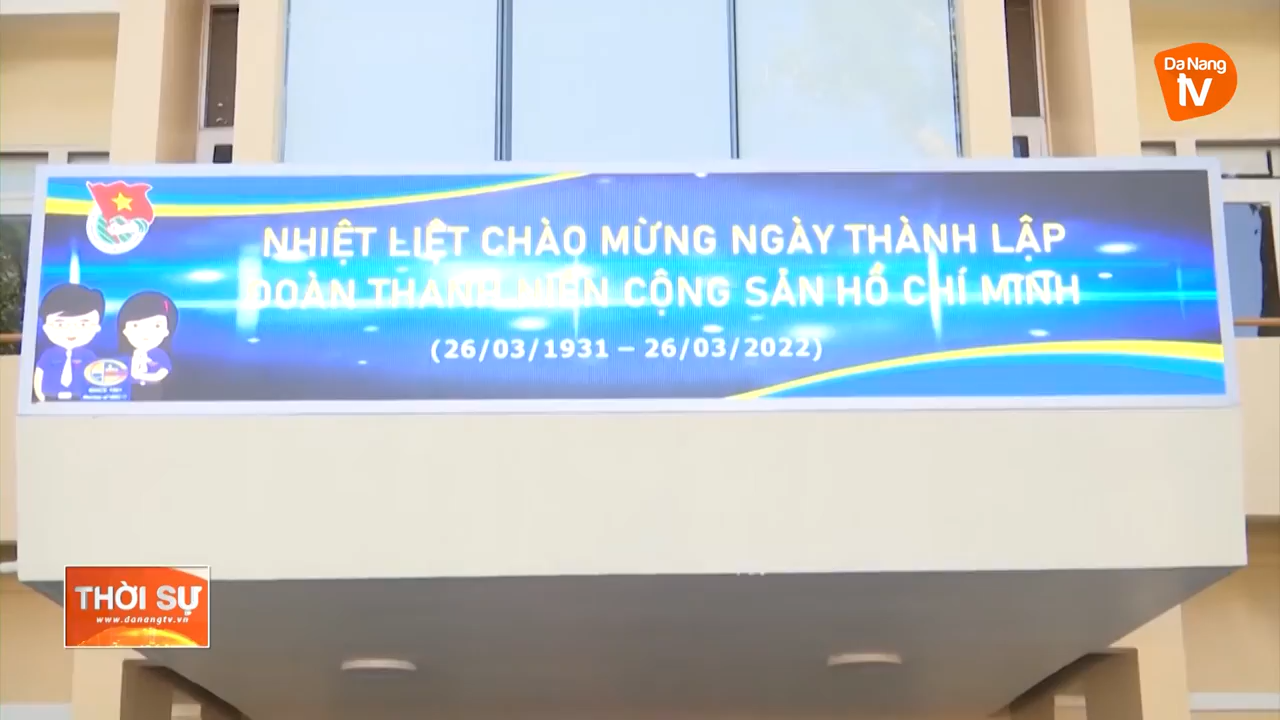 Da Nang
tv
NHIỆT LIỆT CHÀO MỪNG NGÀY THÀNH LẬP
ĐOÀN THANH NIÊN CỘNG SẢN HỒ CHÍ MINH
(26/03/1931 – 26/03/2022)
THỜI SỰ
www.danangtv.vn